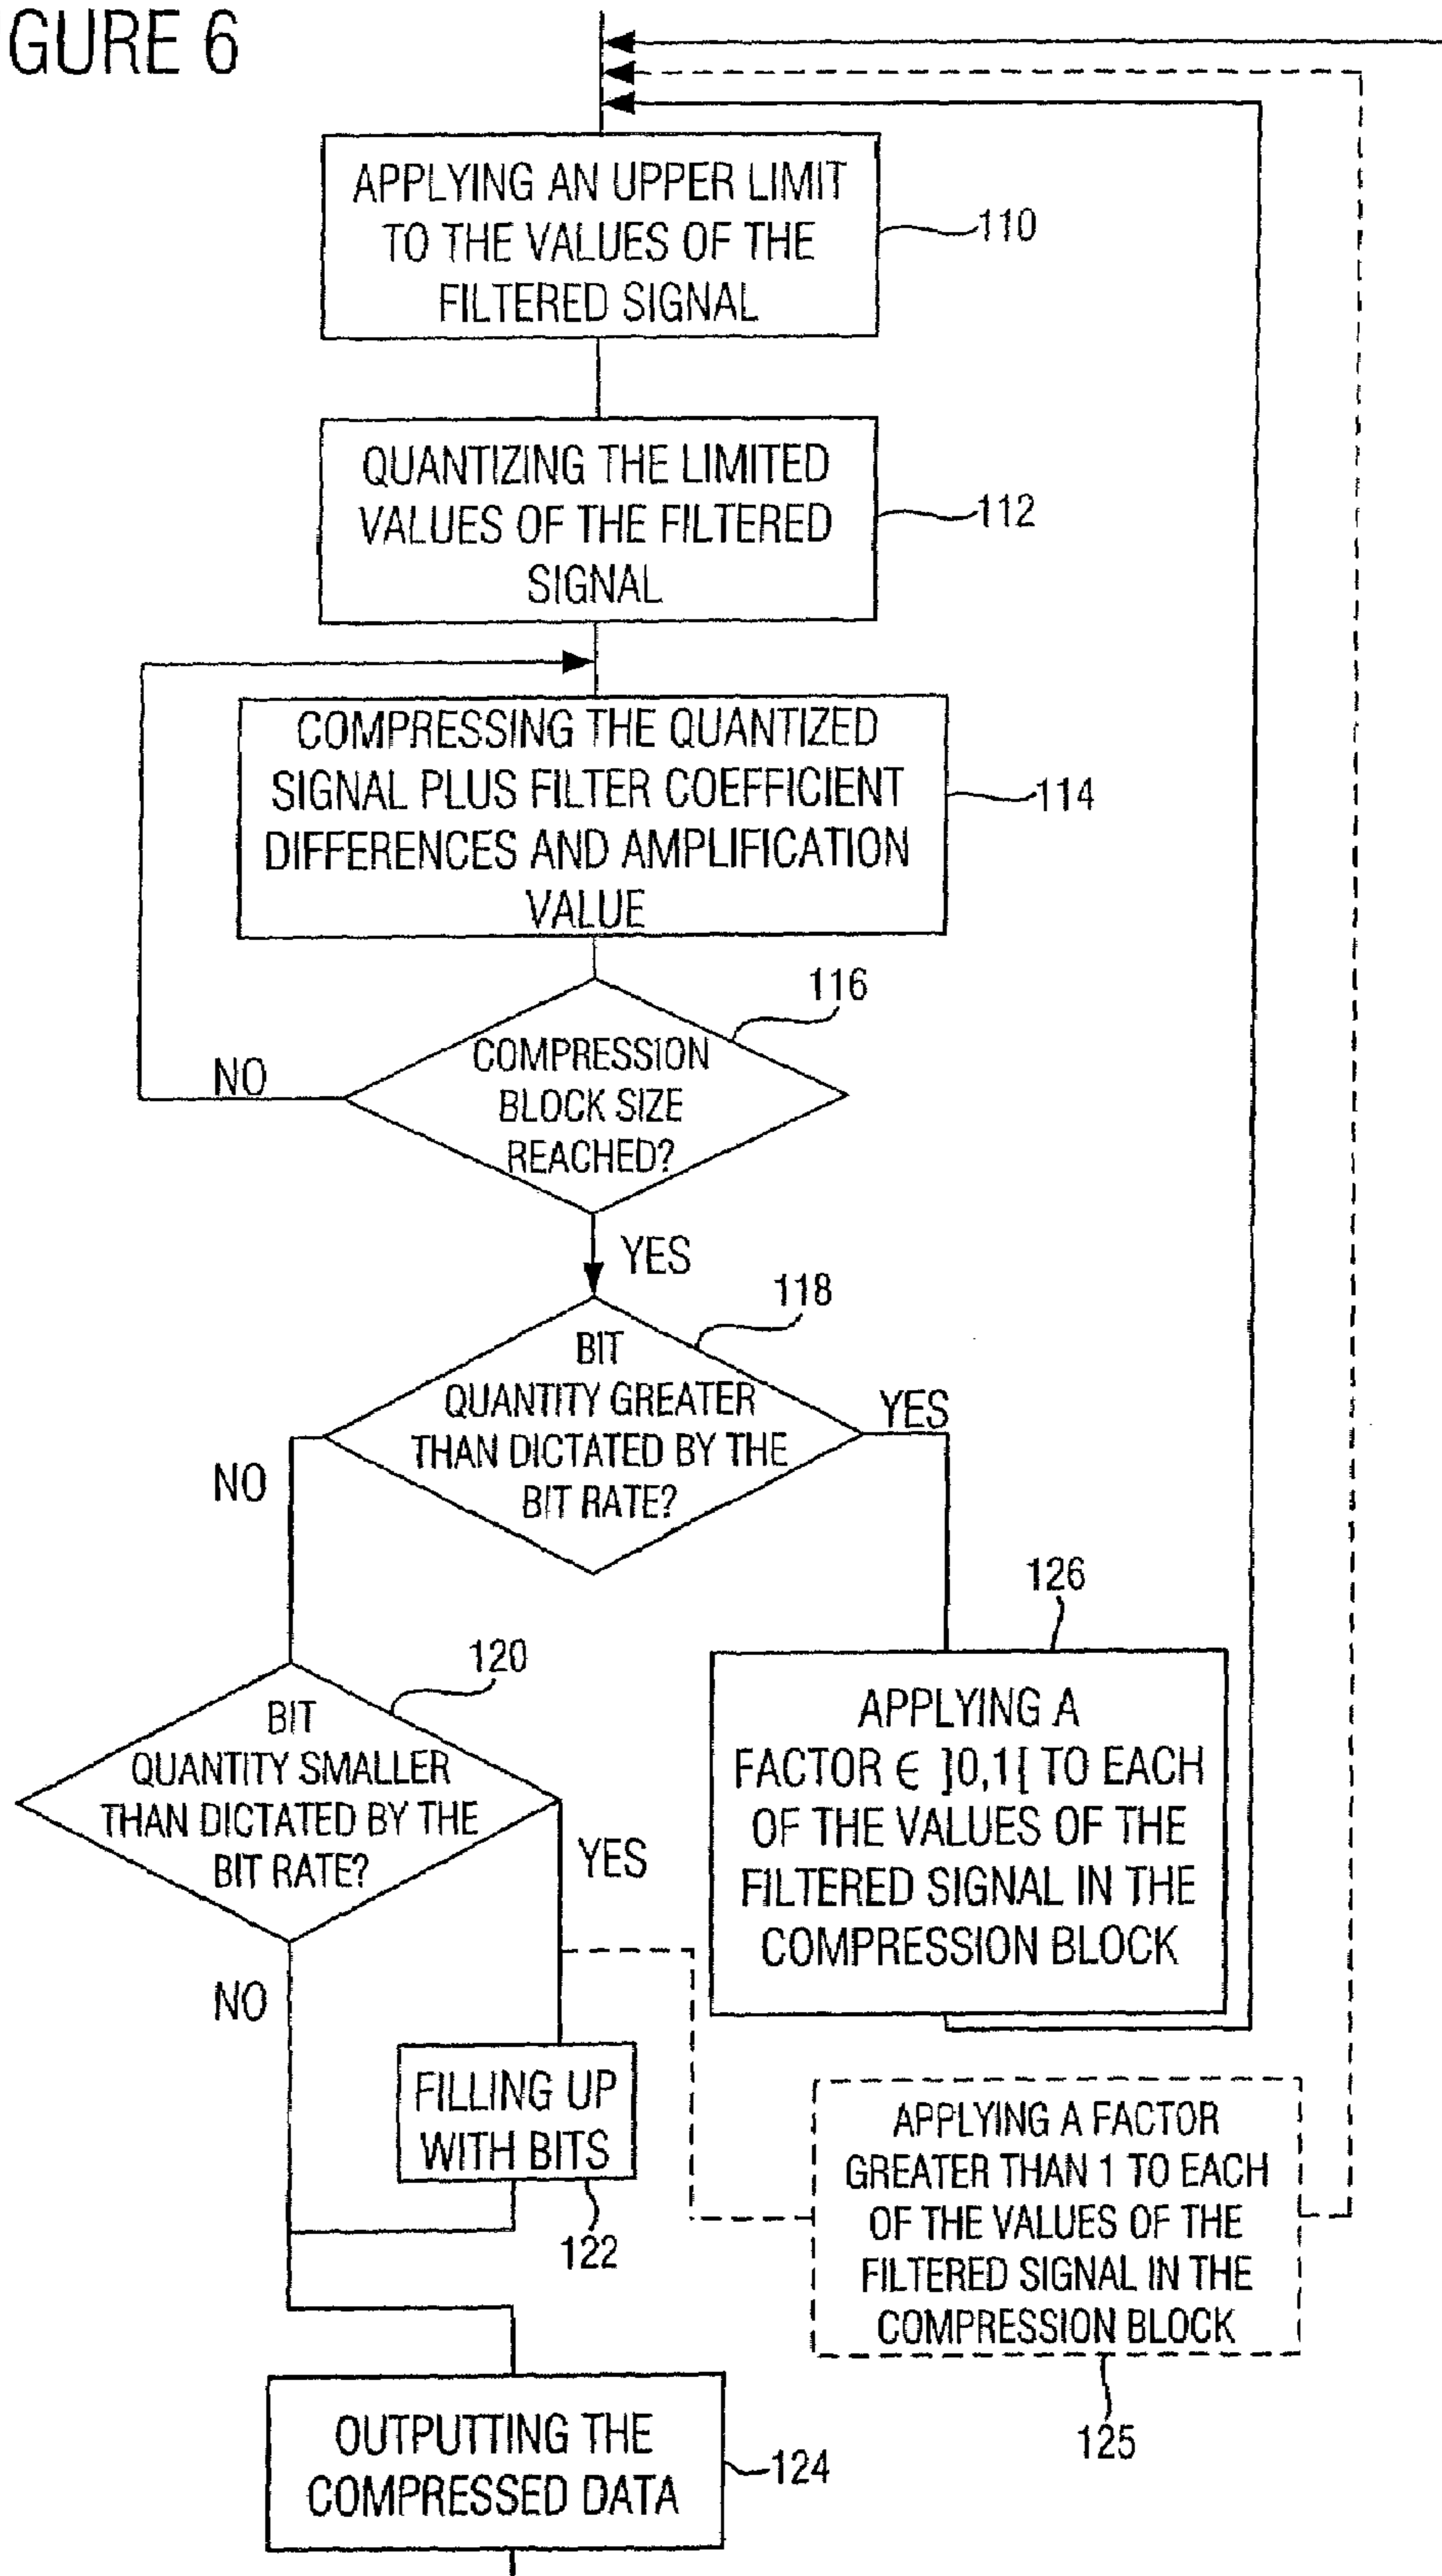 GURE 6
APPLYING AN UPPER LIMIT
TO THE VALUES OF THE
FILTERED SIGNAL
110
QUANTIZING THE LIMITED
VALUES OF THE FILTERED
SIGNAL
112
COMPRESSING THE QUANTIZED
SIGNAL PLUS FILTER COEFFICIENT
DIFFERENCES AND AMPLIFICATION
VALUE
114
116
COMPRESSION
BLOCK SIZE
REACHED?
NO
YES
118
BIT
QUANTITY GREATER
THAN DICTATED BY THE
BIT RATE?
YES
NO
126
APPLYING A
FACTOR ∈ ]0,1[ TO EACH
OF THE VALUES OF THE
FILTERED SIGNAL IN THE
COMPRESSION BLOCK
120
BIT
QUANTITY SMALLER
THAN DICTATED BY THE
BIT RATE?
YES
NO
FILLING UP
WITH BITS
122
APPLYING A FACTOR
GREATER THAN 1 TO EACH
OF THE VALUES OF THE
FILTERED SIGNAL IN THE
COMPRESSION BLOCK
125
OUTPUTTING THE
COMPRESSED DATA
124